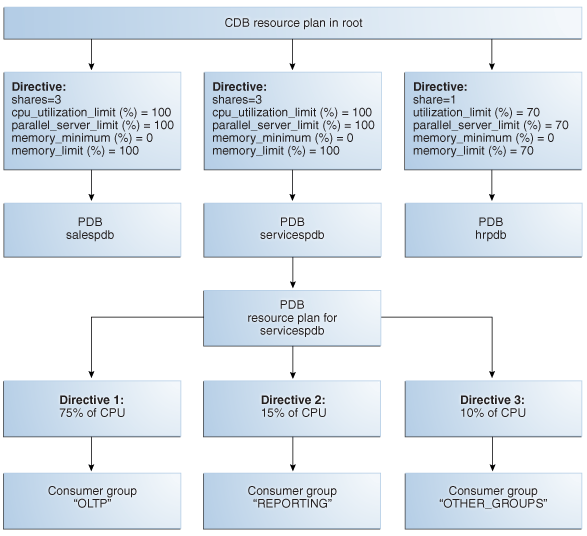 CDB resource plan in root
Directive:
shares=3
cpu_utilization_limit (%) = 100
parallel_server_limit (%) = 100
memory_minimum (%) = 0
memory_limit (%) = 100
Directive:
shares=3
cpu_utilization_limit (%) = 100
parallel_server_limit (%) = 100
memory_minimum (%) = 0
memory_limit (%) = 100
Directive:
share=1
utilization_limit (%) = 70
parallel_server_limit (%) = 70
memory_minimum (%) = 0
memory_limit (%) = 70
PDB
salespdb
PDB
servicespdb
PDB
hrpdb
PDB
resource plan for
servicespdb
Directive 1:
75% of CPU
Directive 2:
15% of CPU
Directive 3:
10% of CPU
Consumer group
“OLTP”
Consumer group
“REPORTING”
Consumer group
“OTHER_GROUPS”